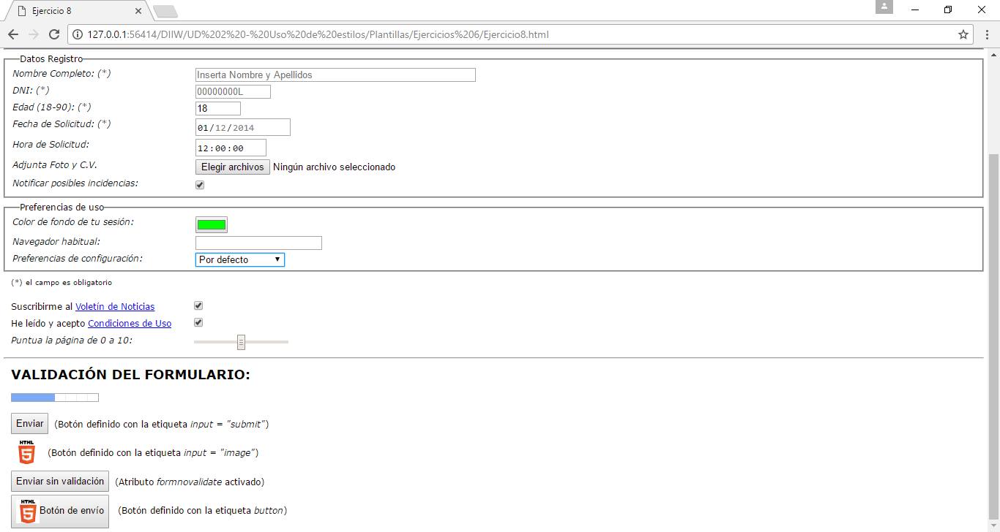 Ejercicio 8
127.0.0.1:56414/DIIW/UD%202%20-%20Uso%20de%20estilos/Plantillas/Ejercicios%206/Ejercicio8.html
Datos Registro
Nombre Completo: (*) Inserta Nombre y Apellidos
DNI: (*) 00000000L
Edad (18-90): (*) 18
Fecha de Solicitud: (*) 01/12/2014
Hora de Solicitud: 12:00:00
Adjunta Foto y C.V. Elegir archivos Ningún archivo seleccionado
Notificar posibles incidencias:
Preferencias de uso
Color de fondo de tu sesión:
Navegador habitual:
Preferencias de configuración: Por defecto
(*) el campo es obligatorio
Suscribirme al Voletín de Noticias
He leído y acepto Condiciones de Uso
Puntua la página de 0 a 10:
VALIDACIÓN DEL FORMULARIO:
Enviar (Botón definido con la etiqueta input = "submit")
HTML 5 (Botón definido con la etiqueta input = "image")
Enviar sin validación (Atributo formnovalidate activado)
HTML 5 Botón de envío (Botón definido con la etiqueta button)